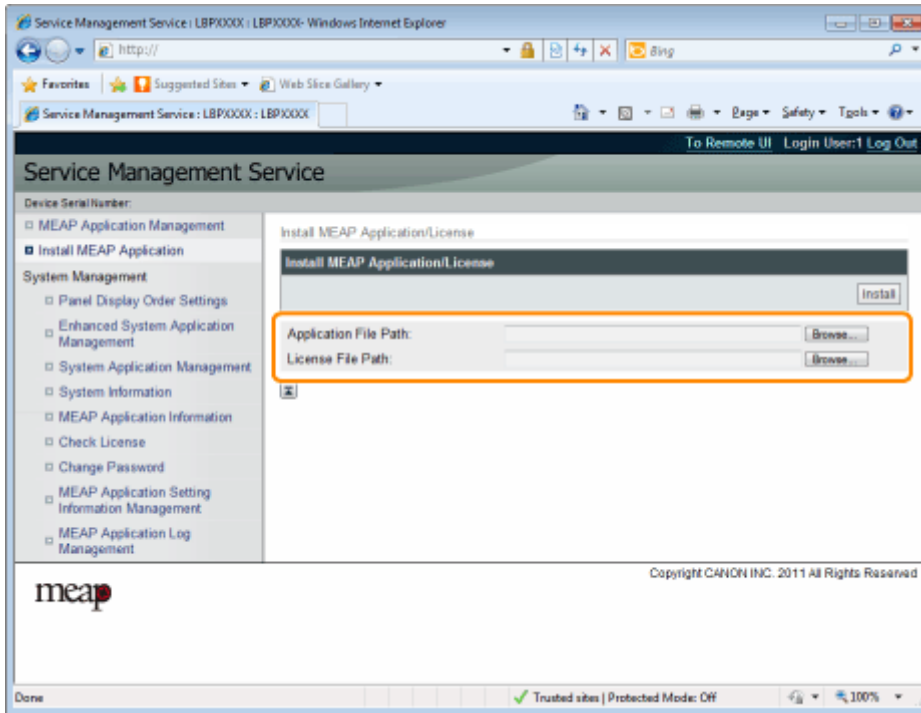 Service Management Service : LBPXXXX : LBPXXXX- Windows Internet Explorer
http://
Bing
Favorites Suggested Sites Web Slice Gallery
Service Management Service : LBPXXXX : LBPXXXX
Page Safety Tools
To Remote UI Login User:1 Log Out
Service Management Service
Device Serial Number:
MEAP Application Management
Install MEAP Application
System Management
Panel Display Order Settings
Enhanced System Application
Management
System Application Management
System Information
MEAP Application Information
Check License
Change Password
MEAP Application Setting
Information Management
MEAP Application Log
Management
Install MEAP Application/License
Install MEAP Application/License
Install
Application File Path: Browse...
License File Path: Browse...
Copyright CANON INC. 2011 All Rights Reserved
meap
Done Trusted sites | Protected Mode: Off 100%